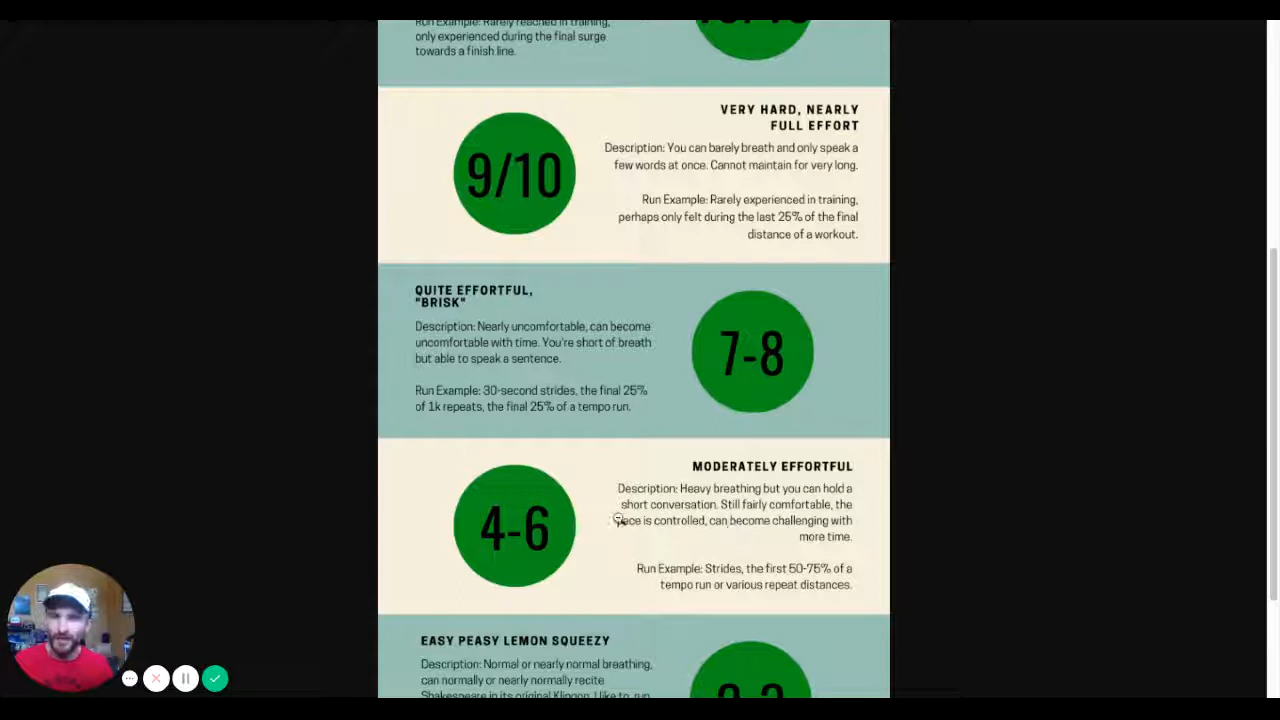 Run Example: Rarely reached in training,
only experienced during the final surge
towards a finish line.
VERY HARD, NEARLY
FULL EFFORT
9/10
Description: You can barely breath and only speak a
few words at once. Cannot maintain for very long.
Run Example: Rarely experienced in training,
perhaps only felt during the last 25% of the final
distance of a workout.
QUITE EFFORTFUL,
"BRISK"
Description: Nearly uncomfortable, can become
uncomfortable with time. You're short of breath
but able to speak a sentence.
Run Example: 30-second strides, the final 25%
of 1k repeats, the final 25% of a tempo run.
7-8
MODERATELY EFFORTFUL
4-6
Description: Heavy breathing but you can hold a
short conversation. Still fairly comfortable, the
pace is controlled, can become challenging with
more time.
Run Example: Strides, the first 50-75% of a
tempo run or various repeat distances.
EASY PEASY LEMON SQUEEZY
Description: Normal or nearly normal breathing,
can normally or nearly normally recite
Shakespeare in its original Klingon. I like to run